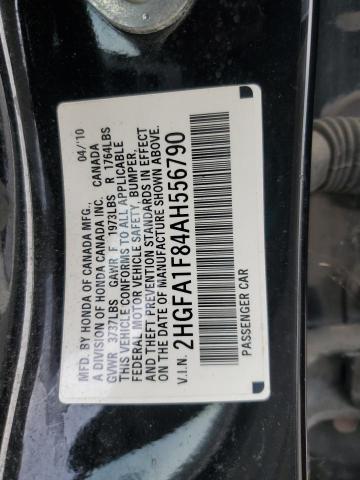 MFD. BY HONDA OF CANADA MFG., 04/10
A DIVISION OF HONDA CANADA INC. CANADA
GVWR 3737LBS GAWR F 1973LBS R 1764LBS
THIS VEHICLE CONFORMS TO ALL APPLICABLE
FEDERAL MOTOR VEHICLE SAFETY, BUMPER,
AND THEFT PREVENTION STANDARDS IN EFFECT
ON THE DATE OF MANUFACTURE SHOWN ABOVE.
V.I.N. 2HGFA1F84AH556790
PASSENGER CAR